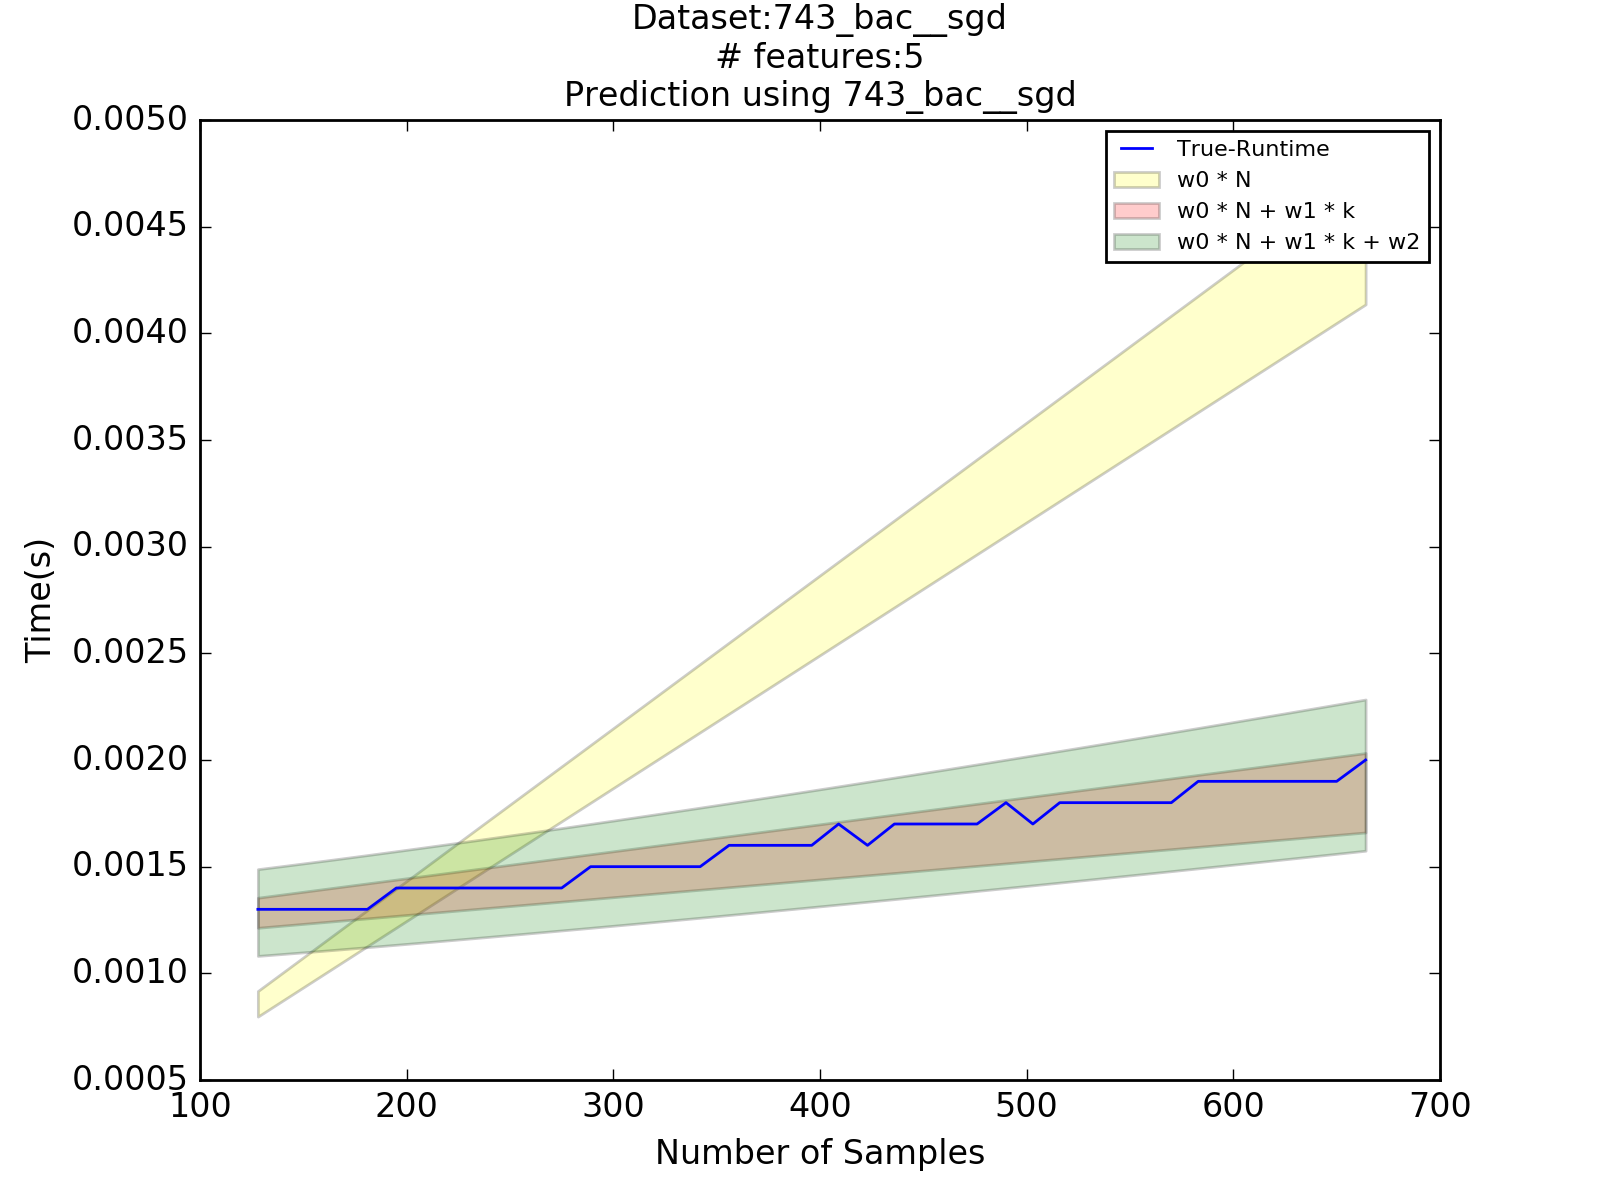 Dataset:743_bac__sgd
# features:5
Prediction using 743_bac__sgd
0.0050
0.0045
0.0040
0.0035
0.0030
0.0025
0.0020
0.0015
0.0010
0.0005
Time(s)
True-Runtime
w0 * N
w0 * N + w1 * k
w0 * N + w1 * k + w2
100 200 300 400 500 600 700
Number of Samples